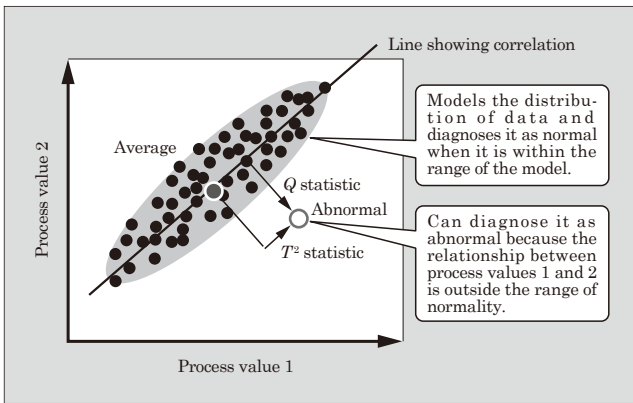 Line showing correlation
Models the distribu-
tion of data and
diagnoses it as normal
when it is within the
range of the model.
Average
Q statistic
Abnormal
T² statistic
Can diagnose it as
abnormal because the
relationship between
process values 1 and 2
is outside the range of
normality.
Process value 2
Process value 1